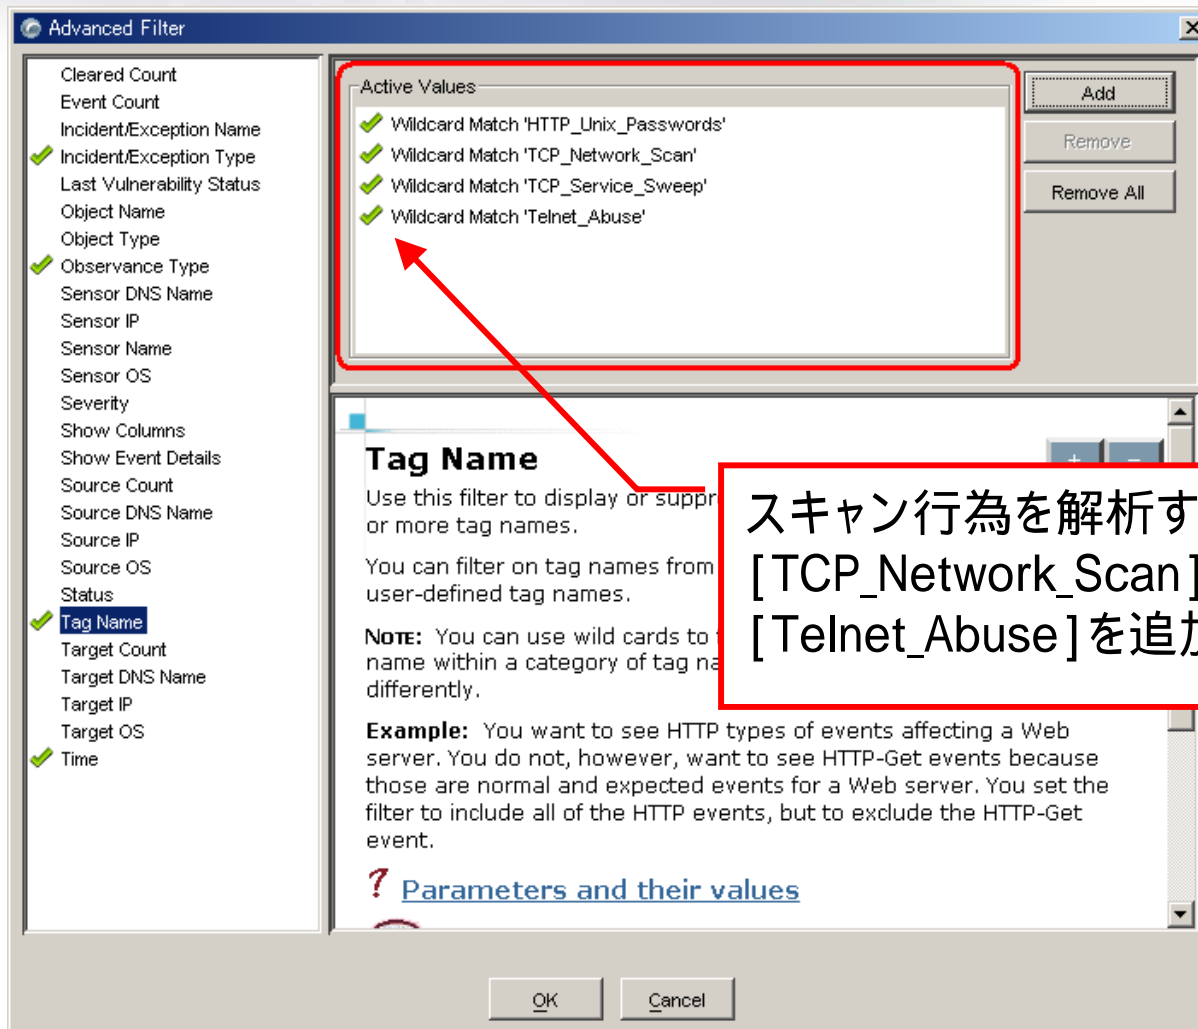 Advanced Filter
Cleared Count
Event Count
Incident/Exception Name
Incident/Exception Type
Last Vulnerability Status
Object Name
Object Type
Observance Type
Sensor DNS Name
Sensor IP
Sensor Name
Sensor OS
Severity
Show Columns
Show Event Details
Source Count
Source DNS Name
Source IP
Source OS
Status
Tag Name
Target Count
Target DNS Name
Target IP
Target OS
Time
Active Values
Wildcard Match 'HTTP_Unix_Passwords'
Wildcard Match 'TCP_Network_Scan'
Wildcard Match 'TCP_Service_Sweep'
Wildcard Match 'Telnet_Abuse'
Add
Remove
Remove All
Tag Name
Use this filter to display or suppr
or more tag names.
You can filter on tag names from
user-defined tag names.
NOTE: You can use wild cards to
name within a category of tag na
differently.
Example: You want to see HTTP types of events affecting a Web
server. You do not, however, want to see HTTP-Get events because
those are normal and expected events for a Web server. You set the
filter to include all of the HTTP events, but to exclude the HTTP-Get
event.
? Parameters and their values
スキャン行為を解析す
[TCP_Network_Scan]
[Telnet_Abuse]を追加
OK
Cancel